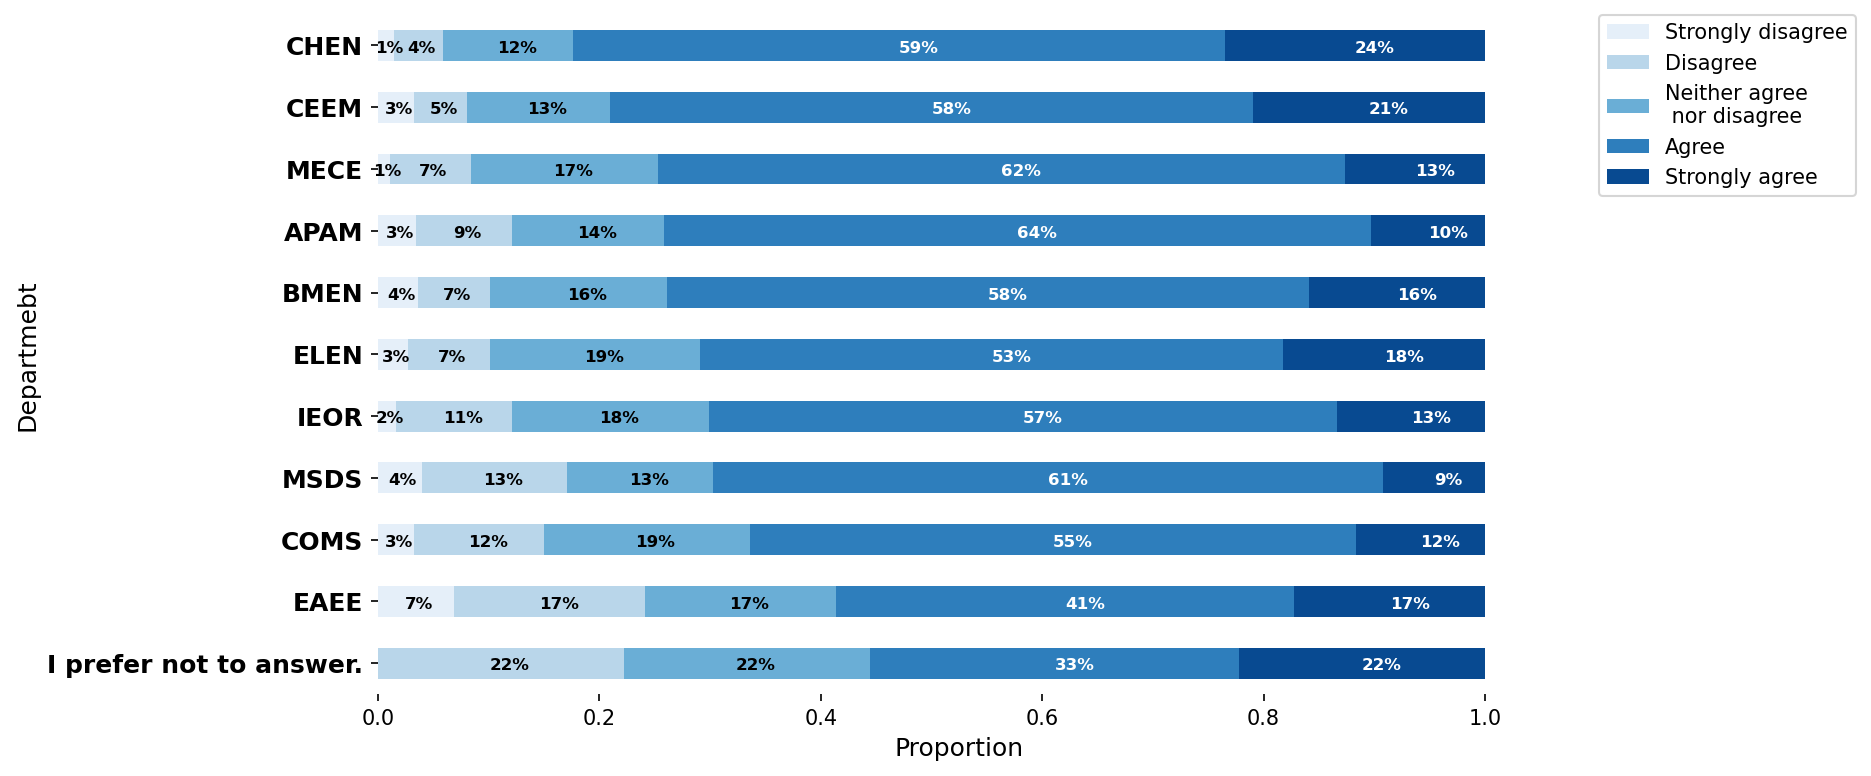 CHEN 1% 4% 12% 59% 24%
CEEM 3% 5% 13% 58% 21%
MECE 1% 7% 17% 62% 13%
APAM 3% 9% 14% 64% 10%
BMEN 4% 7% 16% 58% 16%
ELEN 3% 7% 19% 53% 18%
IEOR 2% 11% 18% 57% 13%
MSDS 4% 13% 13% 61% 9%
COMS 3% 12% 19% 55% 12%
EAEE 7% 17% 17% 41% 17%
I prefer not to answer. 22% 22% 33% 22%
0.0 0.2 0.4 0.6 0.8 1.0
Proportion
Departmebt
Strongly disagree
Disagree
Neither agree
nor disagree
Agree
Strongly agree